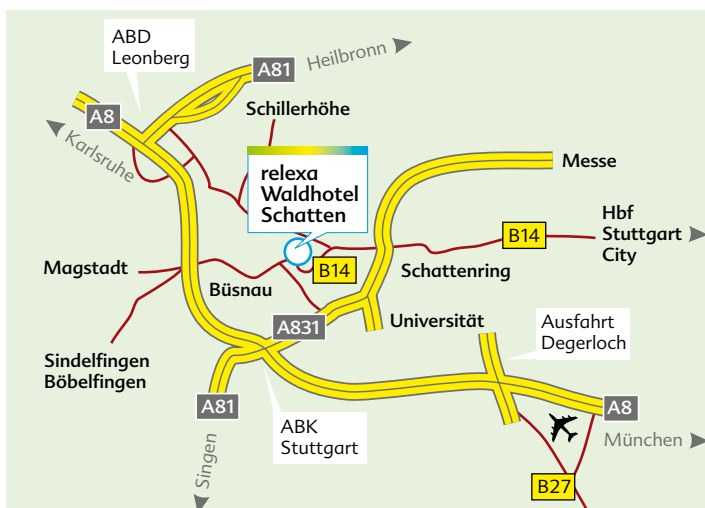 ABD
Leonberg
A81
Heilbronn
A8
Schillerhöhe
Karlsruhe
relexa
Waldhotel
Schatten
Messe
Hbf
Stuttgart
City
B14
Magstadt
B14
Schattenring
Büsnau
A831
Universität
Ausfahrt
Degerloch
Sindelfingen
Böbelfingen
A81
ABK
Stuttgart
A8
München
Singen
B27